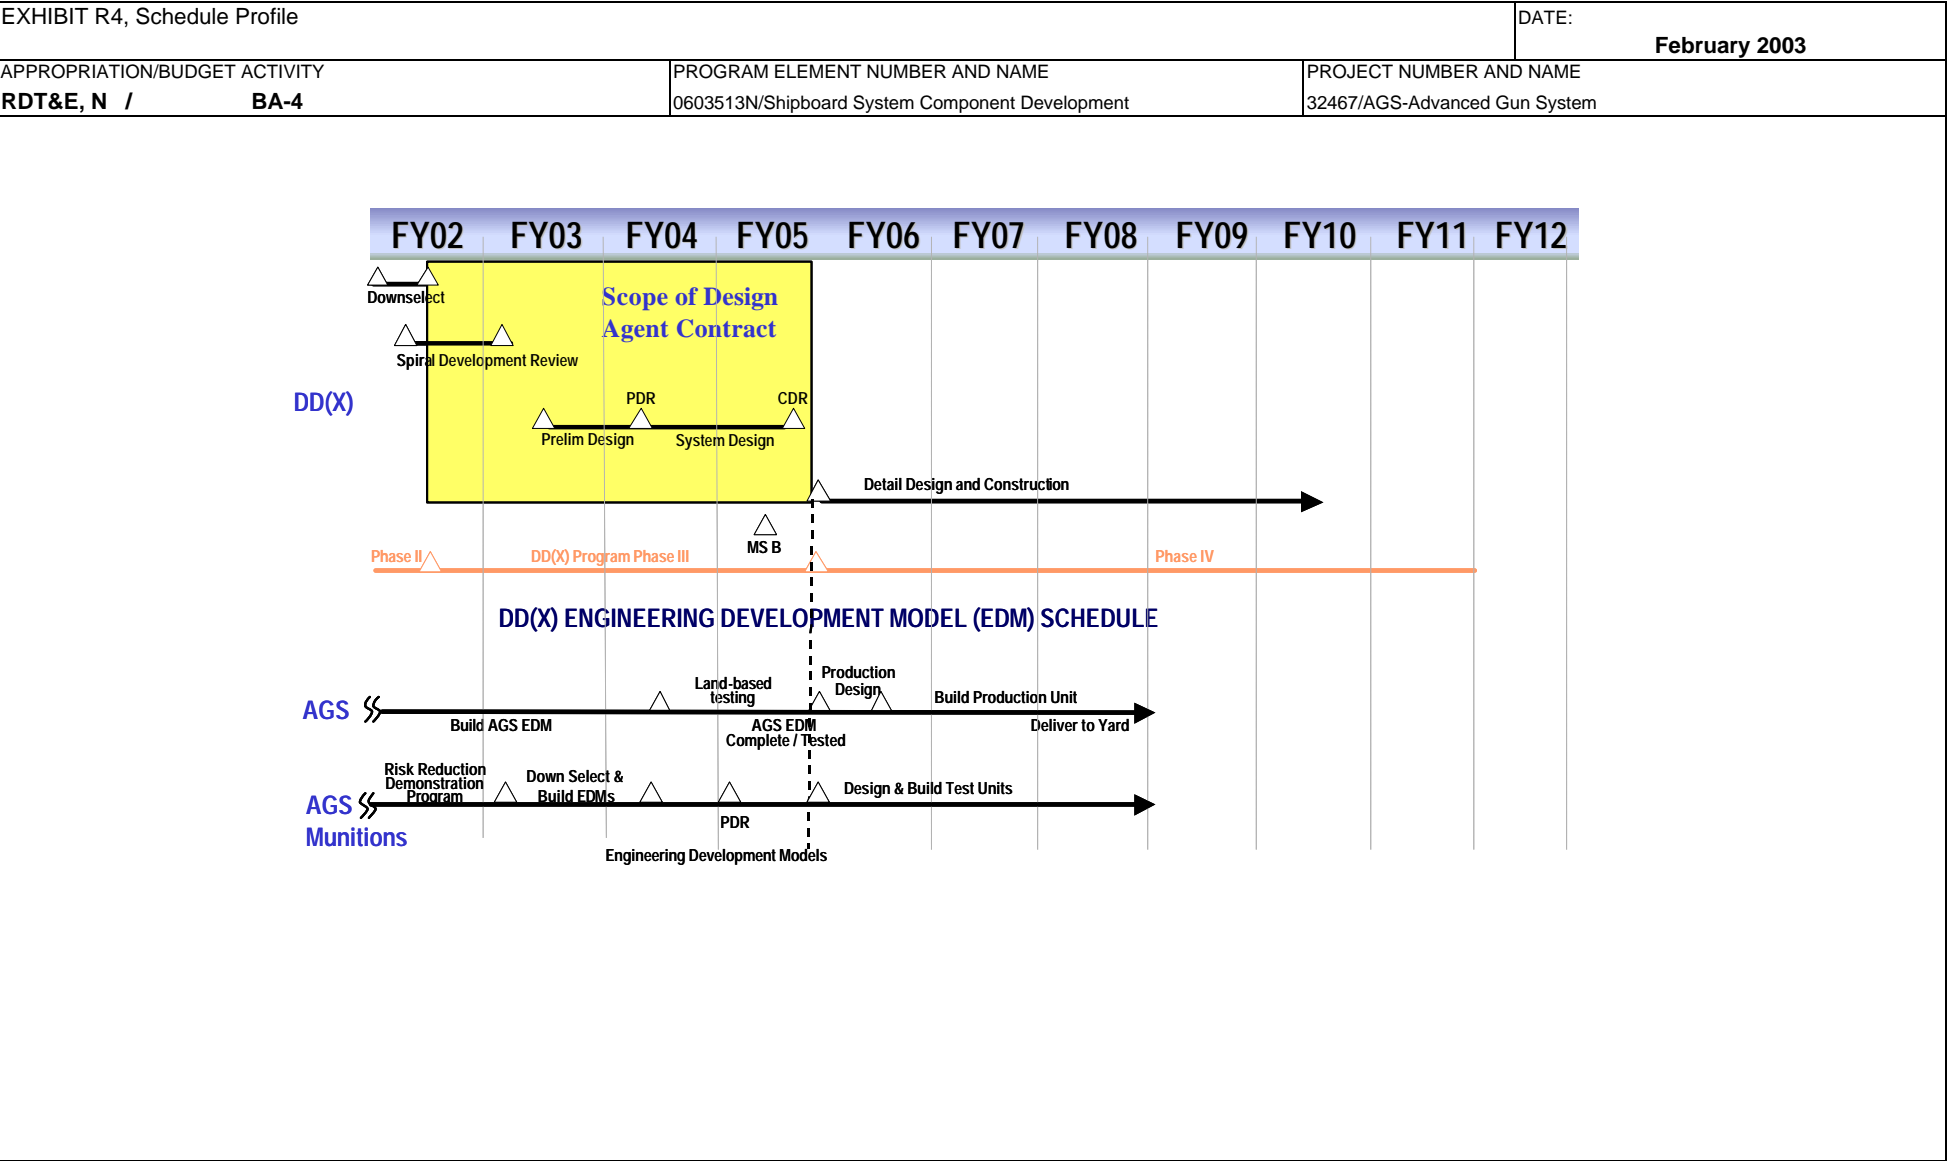 EXHIBIT R4, Schedule Profile
DATE:
February 2003
APPROPRIATION/BUDGET ACTIVITY
PROGRAM ELEMENT NUMBER AND NAME
PROJECT NUMBER AND NAME
RDT&E, N / BA-4
0603513N/Shipboard System Component Development
32467/AGS-Advanced Gun System
FY02 FY03 FY04 FY05 FY06 FY07 FY08 FY09 FY10 FY11 FY12
Downselect
Scope of Design
Agent Contract
Spiral Development Review
DD(X)
PDR
CDR
Prelim Design
System Design
Detail Design and Construction
MS B
Phase II
DD(X) Program Phase III
Phase IV
DD(X) ENGINEERING DEVELOPMENT MODEL (EDM) SCHEDULE
AGS
Land-based
testing
Production
Design
Build Production Unit
Build AGS EDM
AGS EDM
Complete / Tested
Deliver to Yard
AGS
Munitions
Risk Reduction
Demonstration
Program
Down Select &
Build EDMs
Design & Build Test Units
PDR
Engineering Development Models